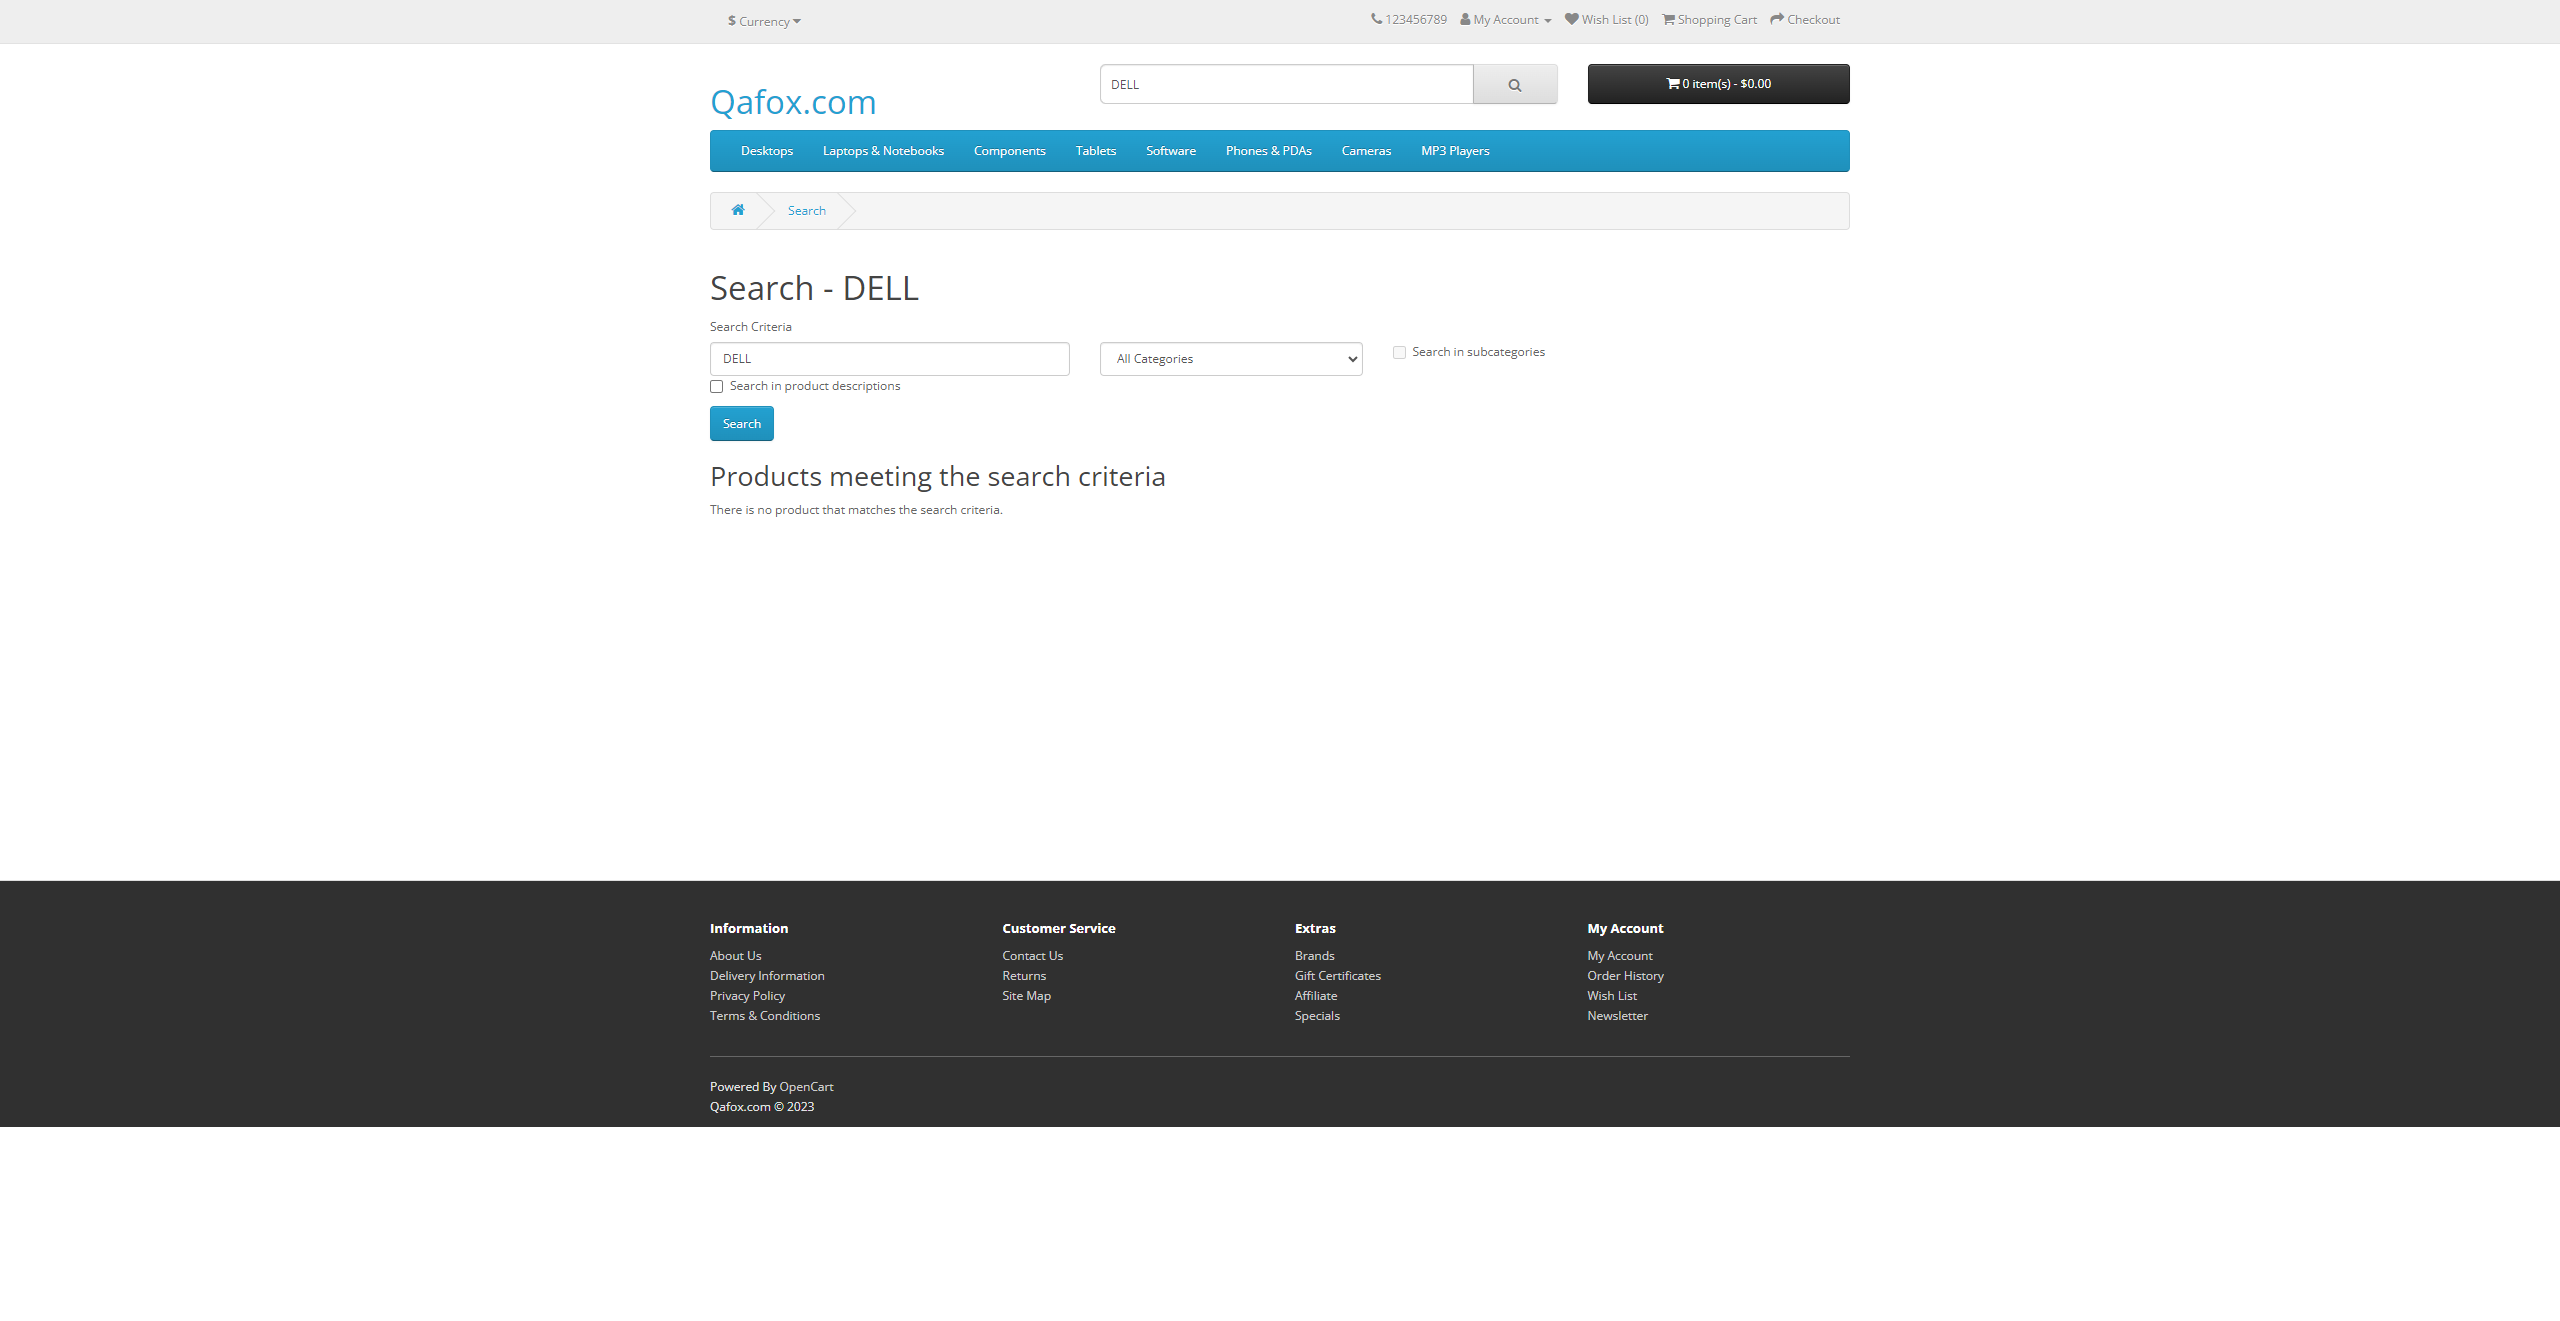 $ Currency
123456789 My Account Wish List (0) Shopping Cart Checkout
Qafox.com
DELL
0 item(s) - $0.00
Desktops Laptops & Notebooks Components Tablets Software Phones & PDAs Cameras MP3 Players
Search
Search - DELL
Search Criteria
DELL
All Categories
Search in subcategories
Search in product descriptions
Search
Products meeting the search criteria
There is no product that matches the search criteria.
Information
About Us
Delivery Information
Privacy Policy
Terms & Conditions
Customer Service
Contact Us
Returns
Site Map
Extras
Brands
Gift Certificates
Affiliate
Specials
My Account
My Account
Order History
Wish List
Newsletter
Powered By OpenCart
Qafox.com © 2023